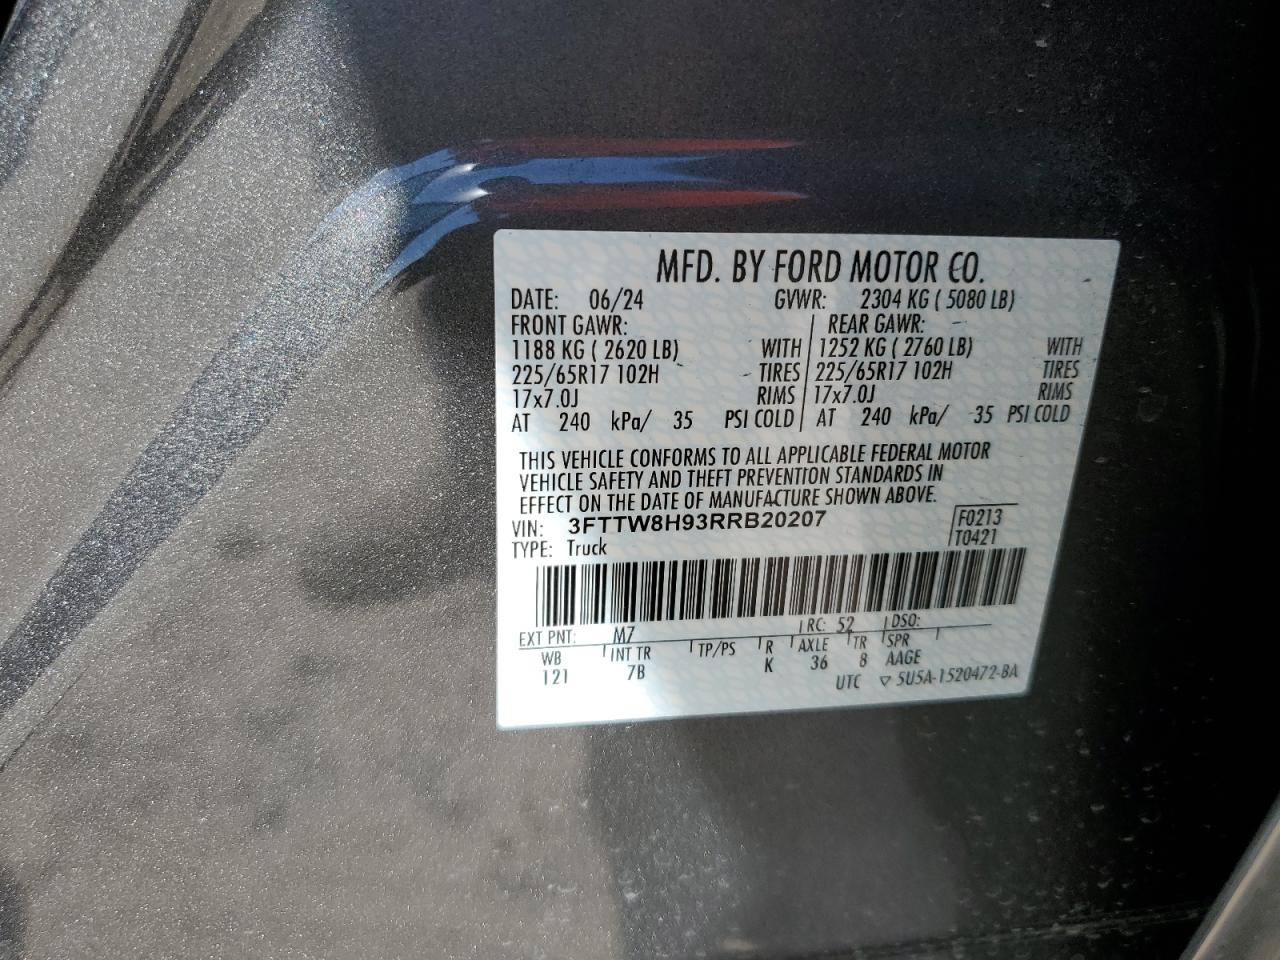 MFD. BY FORD MOTOR CO.
DATE: 06/24 GVWR: 2304 KG ( 5080 LB)
FRONT GAWR: REAR GAWR:
1188 KG ( 2620 LB) WITH 1252 KG ( 2760 LB) WITH
225/65R17 102H TIRES 225/65R17 102H TIRES
17x7.0J RIMS 17x7.0J RIMS
AT 240 kPa/ 35 PSI COLD AT 240 kPa/ 35 PSI COLD
THIS VEHICLE CONFORMS TO ALL APPLICABLE FEDERAL MOTOR
VEHICLE SAFETY AND THEFT PREVENTION STANDARDS IN
EFFECT ON THE DATE OF MANUFACTURE SHOWN ABOVE.
VIN: 3FTTW8H93RRB20207 F0213
TYPE: Truck T0421
EXT PNT: M7 RC: 52 DSO:
WB INT TR TP/PS R AXLE TR SPR
121 7B K 36 8 AAGE
UTC ▽ 5U5A-1520472-BA